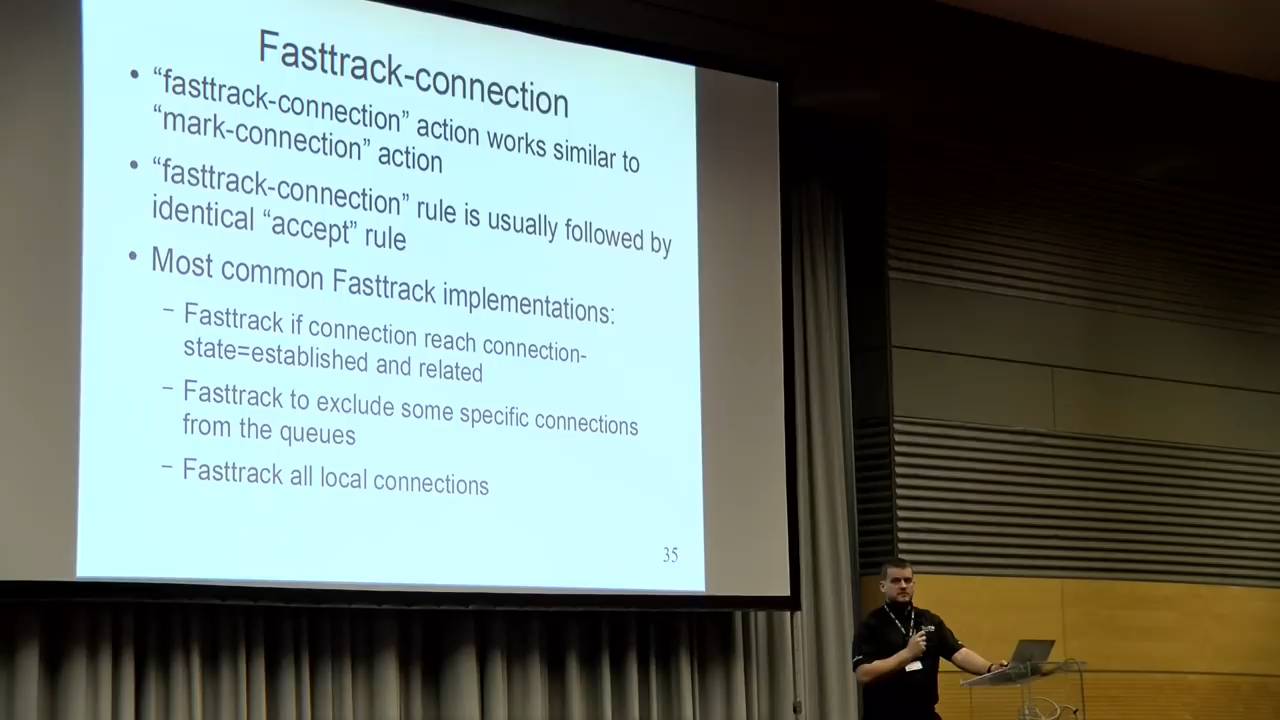 Fasttrack-connection
• “fasttrack-connection” action works similar to
“mark-connection” action
• “fasttrack-connection” rule is usually followed by
identical “accept” rule
• Most common Fasttrack implementations:
– Fasttrack if connection reach connection-
state=established and related
– Fasttrack to exclude some specific connections
from the queues
– Fasttrack all local connections
35